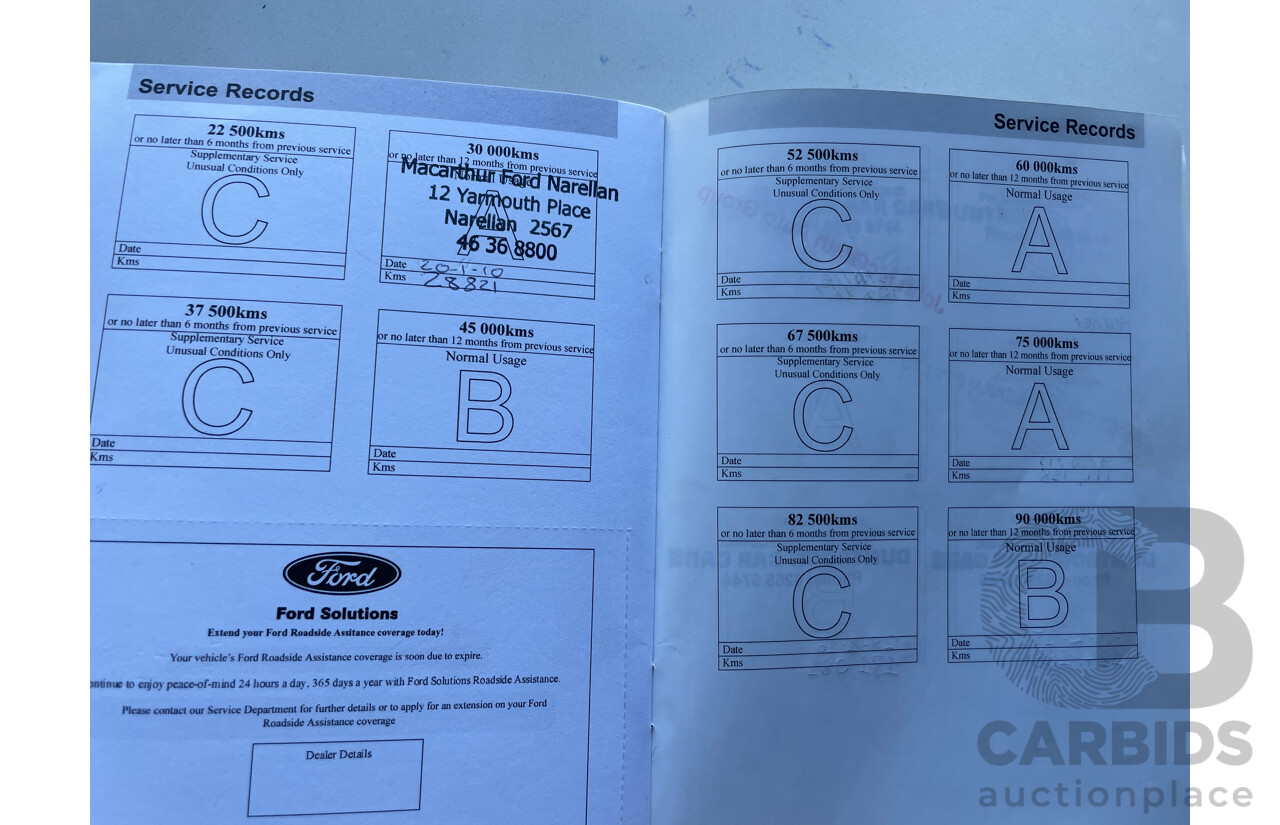 Service Records
22 500kms
or no later than 6 months from previous service
Supplementary Service
Unusual Conditions Only
C
Date
Kms
30 000kms
or no later than 12 months from previous service
Normal Usage
A
Macarthur Ford Narellan
12 Yarmouth Place
Narellan 2567
46 36 8800
Date 20-1-10
Kms 28821
37 500kms
or no later than 6 months from previous service
Supplementary Service
Unusual Conditions Only
C
Date
Kms
45 000kms
or no later than 12 months from previous service
Normal Usage
B
Date
Kms
Ford
Ford Solutions
Extend your Ford Roadside Assitance coverage today!
Your vehicle's Ford Roadside Assistance coverage is soon due to expire.
ontinue to enjoy peace-of-mind 24 hours a day, 365 days a year with Ford Solutions Roadside Assistance.
Please contact our Service Department for further details or to apply for an extension on your Ford
Roadside Assistance coverage
Dealer Details
Service Records
52 500kms
or no later than 6 months from previous service
Supplementary Service
Unusual Conditions Only
C
Date
Kms
60 000kms
or no later than 12 months from previous service
Normal Usage
A
Date
Kms
67 500kms
or no later than 6 months from previous service
Supplementary Service
Unusual Conditions Only
C
Date
Kms
75 000kms
or no later than 12 months from previous service
Normal Usage
A
Date
Kms
82 500kms
or no later than 6 months from previous service
Supplementary Service
Unusual Conditions Only
C
Date
Kms
90 000kms
or no later than 12 months from previous service
Normal Usage
B
Date
Kms
B
CARBIDS
auctionplace